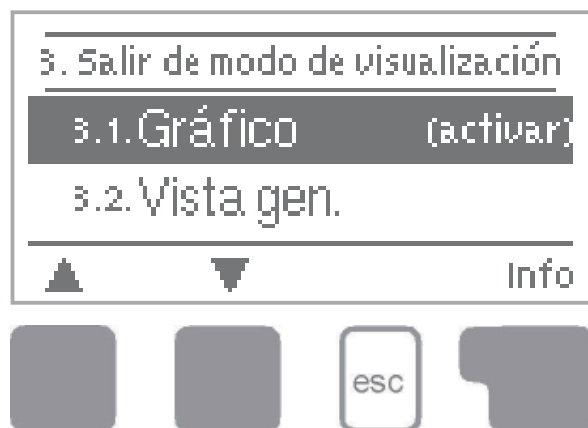 3. Salir de modo de visualización
3.1. Gráfico (activar)
3.2. Vista gen.
Info
esc